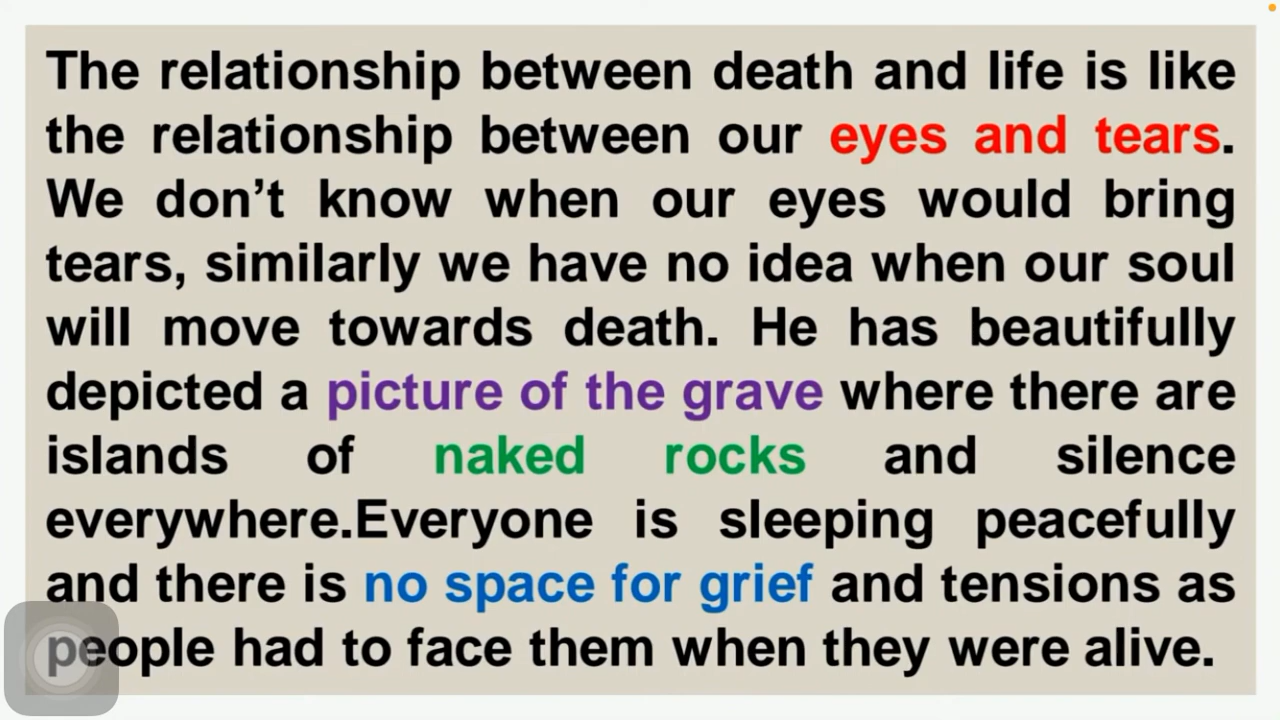 The relationship between death and life is like
the relationship between our eyes and tears.
We don’t know when our eyes would bring
tears, similarly we have no idea when our soul
will move towards death. He has beautifully
depicted a picture of the grave where there are
islands of naked rocks and silence
everywhere.Everyone is sleeping peacefully
and there is no space for grief and tensions as
people had to face them when they were alive.